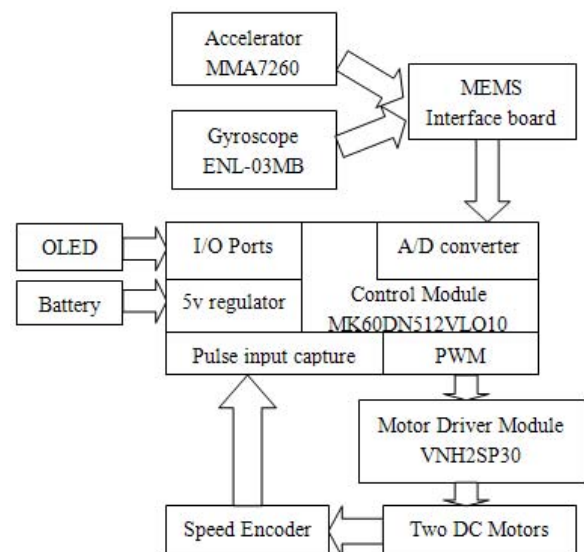 Accelerator
MMA7260
MEMS
Interface board
Gyroscope
ENL-03MB
OLED
I/O Ports
A/D converter
Battery
5v regulator
Control Module
MK60DN512VLQ10
Pulse input capture
PWM
Motor Driver Module
VNH2SP30
Speed Encoder
Two DC Motors